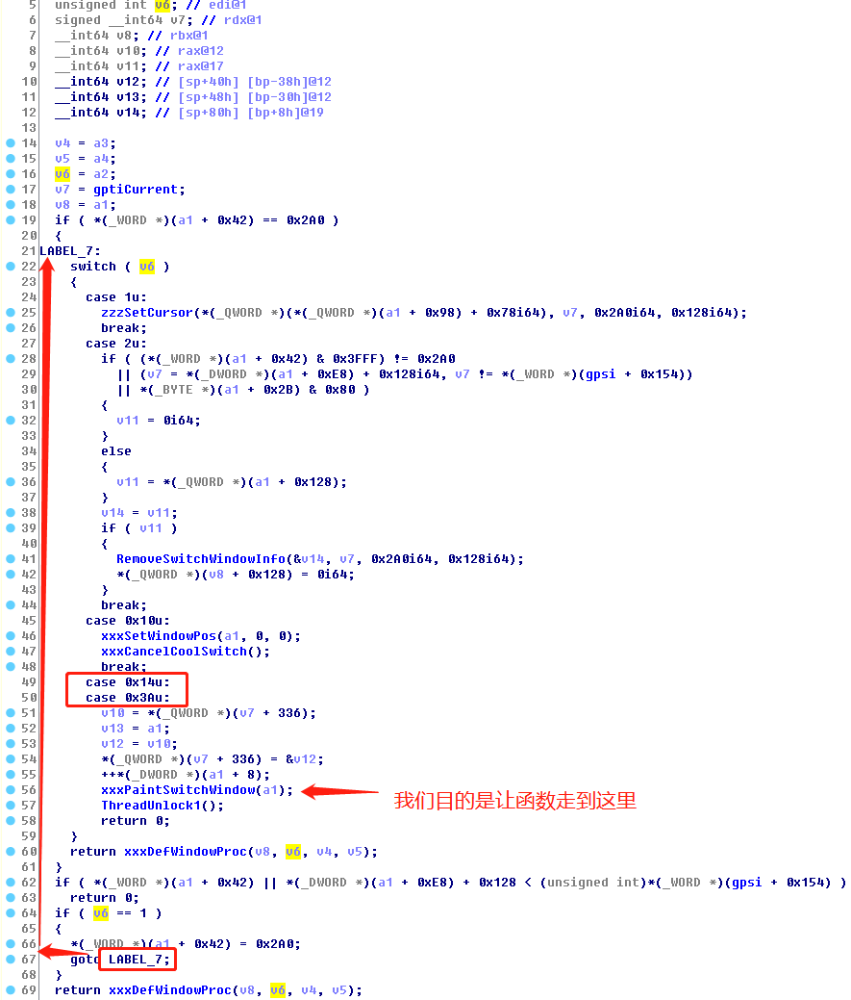 5 unsigned int v6; // edi@1
6 signed __int64 v7; // rdx@1
7 __int64 v8; // rbx@1
8 __int64 v10; // rax@12
9 __int64 v11; // rax@17
10 __int64 v12; // [sp+40h] [bp-38h]@12
11 __int64 v13; // [sp+48h] [bp-30h]@12
12 __int64 v14; // [sp+80h] [bp+8h]@19
13
14 v4 = a3;
15 v5 = a4;
16 v6 = a2;
17 v7 = gptiCurrent;
18 v8 = a1;
19 if ( *(_WORD *)(a1 + 0x42) == 0x2A0 )
20 {
21 LABEL_7:
22 switch ( v6 )
23 {
24 case 1u:
25 zzzSetCursor(*(_QWORD *)(*(_QWORD *)(a1 + 0x98) + 0x78i64), v7, 0x2A0i64, 0x128i64);
26 break;
27 case 2u:
28 if ( (*(_WORD *)(a1 + 0x42) & 0x3FFF) != 0x2A0
29 || (v7 = *(_DWORD *)(a1 + 0xE8) + 0x128i64, v7 != *(_WORD *)(gpsi + 0x154))
30 || *(_BYTE *)(a1 + 0x2B) & 0x80 )
31 {
32 v11 = 0i64;
33 }
34 else
35 {
36 v11 = *(_QWORD *)(a1 + 0x128);
37 }
38 v14 = v11;
39 if ( v11 )
40 {
41 RemoveSwitchWindowInfo(&v14, v7, 0x2A0i64, 0x128i64);
42 *(_QWORD *)(v8 + 0x128) = 0i64;
43 }
44 break;
45 case 0x10u:
46 xxxSetWindowPos(a1, 0, 0);
47 xxxCancelCoolSwitch();
48 break;
49 case 0x14u:
50 case 0x3Au:
51 v10 = *(_QWORD *)(v7 + 336);
52 v13 = a1;
53 v12 = v10;
54 *(_QWORD *)(v7 + 336) = &v12;
55 ++*(_DWORD *)(a1 + 8);
56 xxxPaintSwitchWindow(a1); 我们目的是让函数走到这里
57 ThreadUnlock1();
58 return 0;
59 }
60 return xxxDefWindowProc(v8, v6, v4, v5);
61 }
62 if ( *(_WORD *)(a1 + 0x42) || *(_DWORD *)(a1 + 0xE8) + 0x128 < (unsigned int)*(_WORD *)(gpsi + 0x154) )
63 return 0;
64 if ( v6 == 1 )
65 {
66 *(_WORD *)(a1 + 0x42) = 0x2A0;
67 goto LABEL_7;
68 }
69 return xxxDefWindowProc(v8, v6, v4, v5);